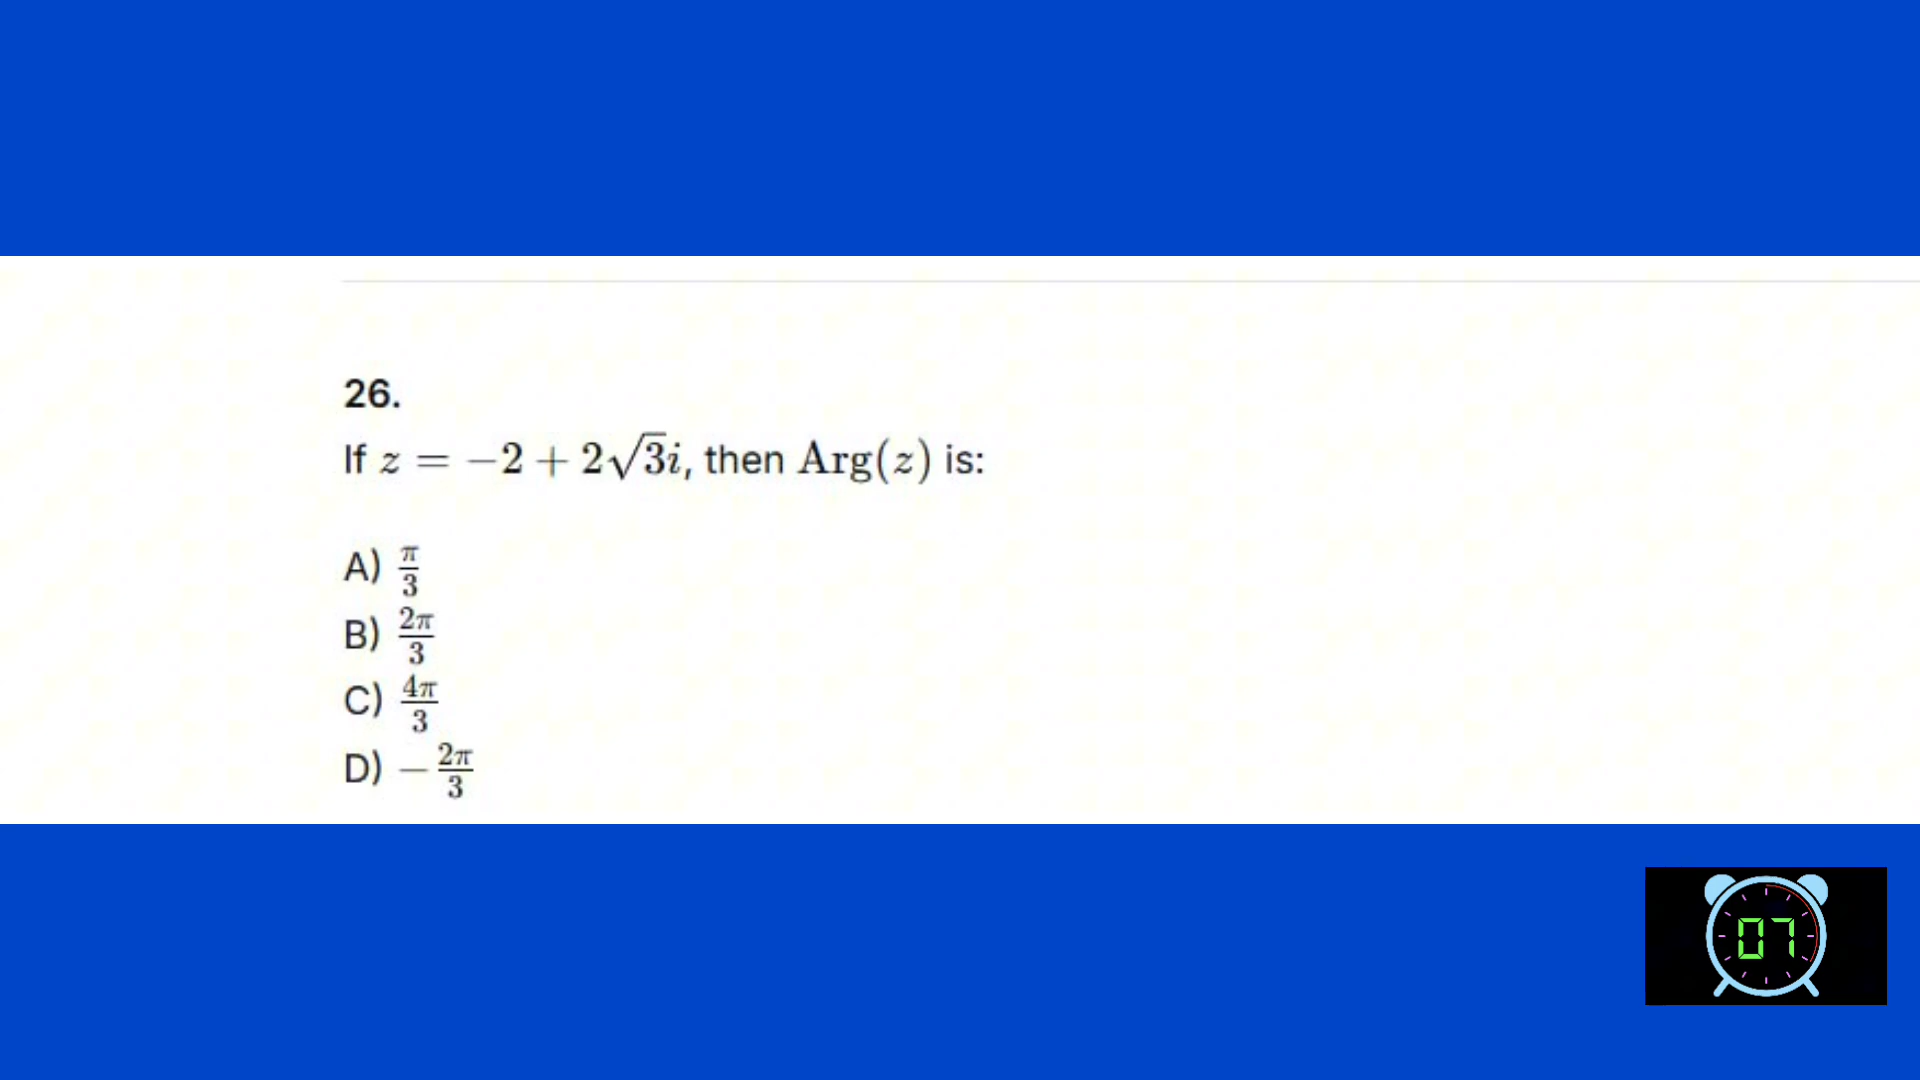 26.
If z = −2 + 2√3i, then Arg(z) is:
A) π/3
B) 2π/3
C) 4π/3
D) − 2π/3
07